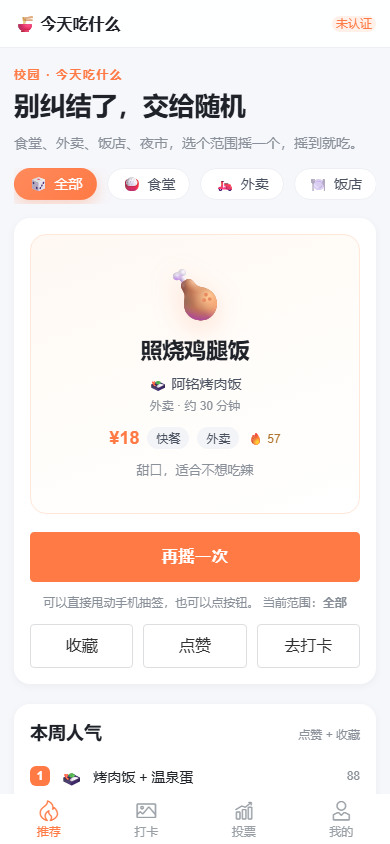 今天吃什么
未认证
校园 · 今天吃什么
别纠结了，交给随机
食堂、外卖、饭店、夜市，选个范围摇一个，摇到就吃。
全部 食堂 外卖 饭店
照烧鸡腿饭
阿铭烤肉饭
外卖 · 约 30 分钟
¥18 快餐 外卖 57
甜口，适合不想吃辣
再摇一次
可以直接甩动手机抽签，也可以点按钮。 当前范围：全部
收藏 点赞 去打卡
本周人气 点赞 + 收藏
1 烤肉饭 + 温泉蛋 88
推荐 打卡 投票 我的